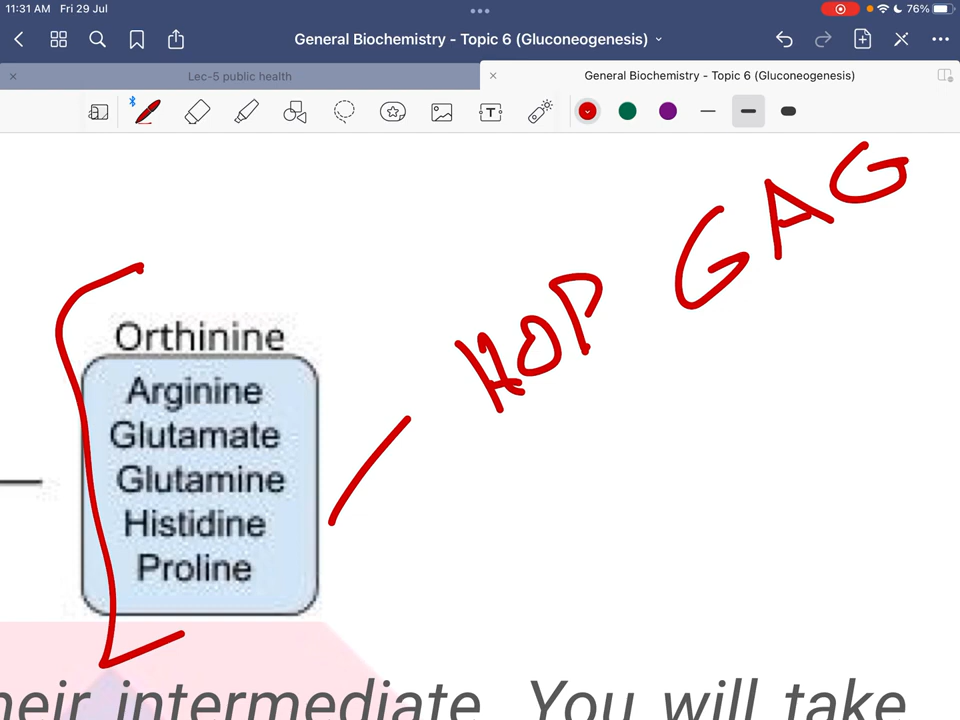 11:31 AM Fri 29 Jul
76%
General Biochemistry - Topic 6 (Gluconeogenesis)
Lec-5 public health
General Biochemistry - Topic 6 (Gluconeogenesis)
HOP GAG
Orthinine
Arginine
Glutamate
Glutamine
Histidine
Proline
intermediate. You will take